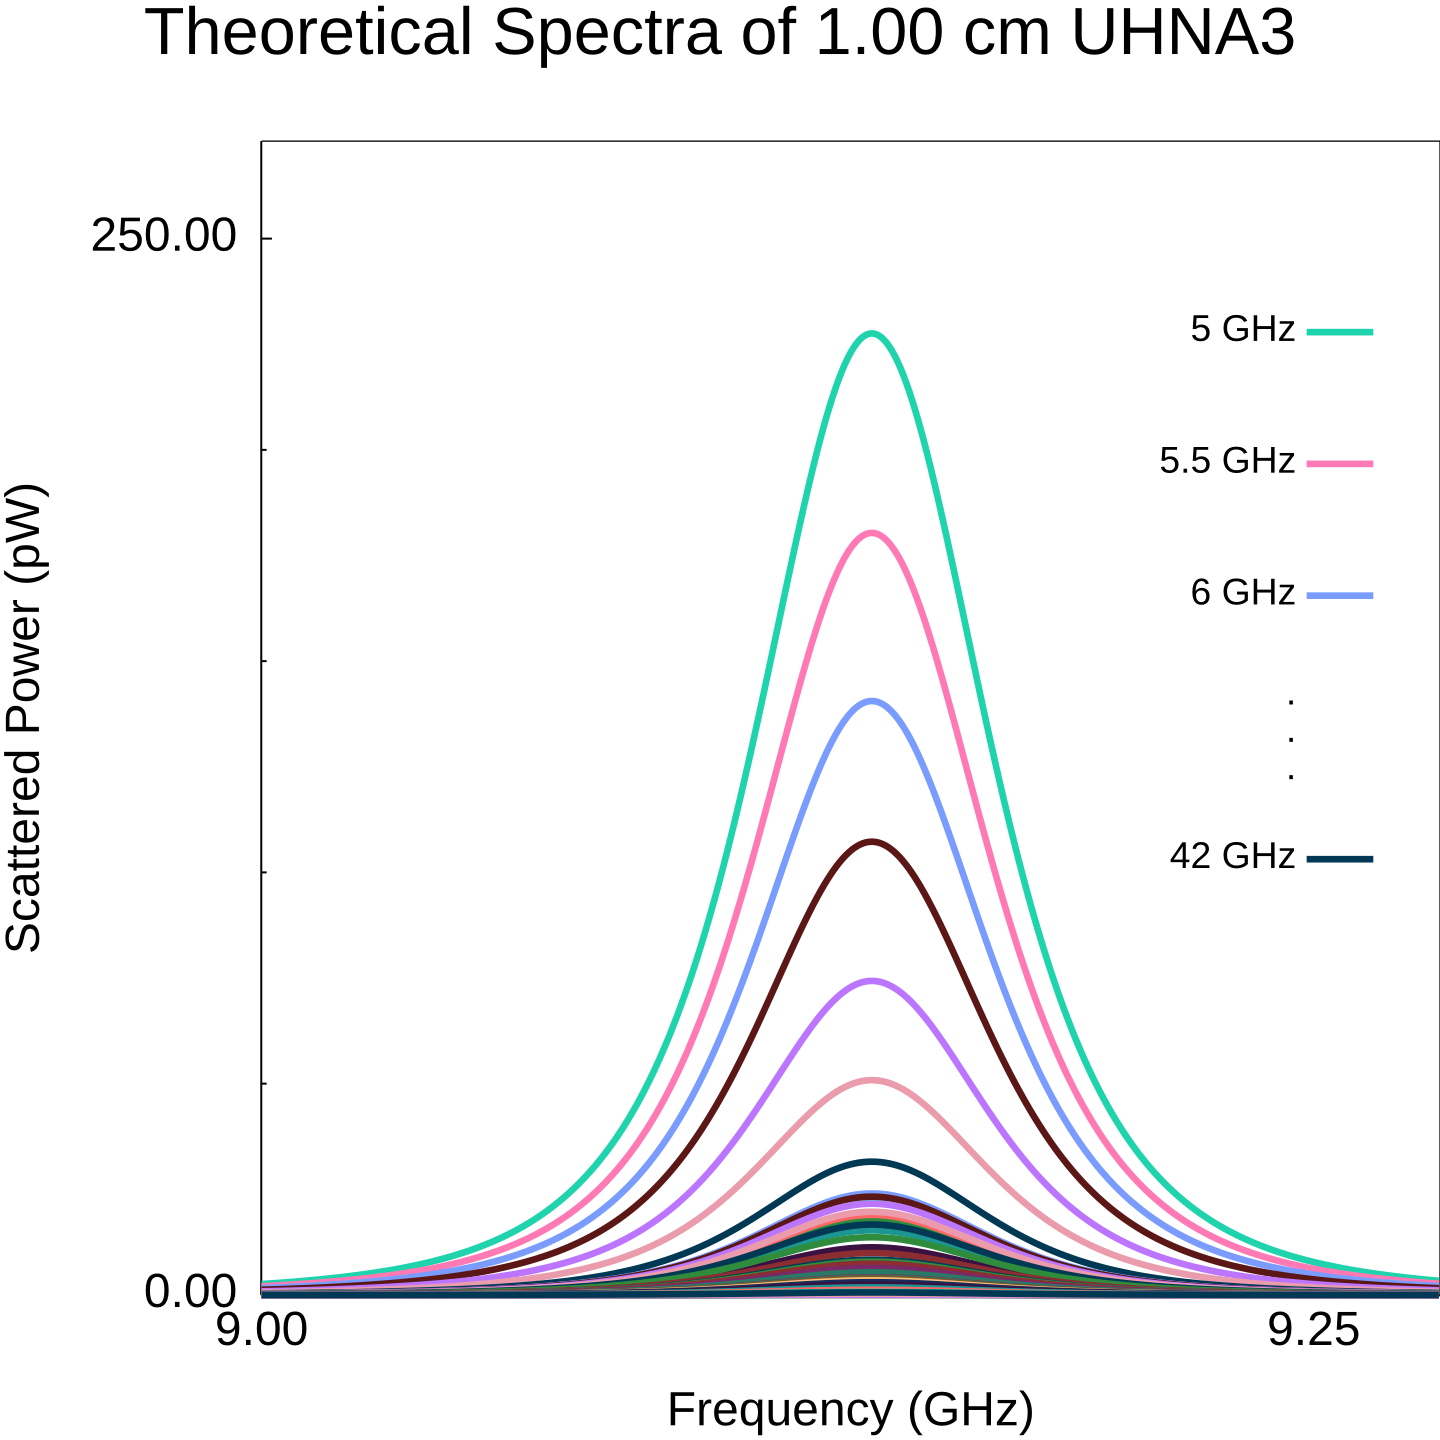 Theoretical Spectra of 1.00 cm UHNA3
250.00
5 GHz
5.5 GHz
6 GHz
.
.
.
42 GHz
Scattered Power (pW)
0.00
9.00
9.25
Frequency (GHz)